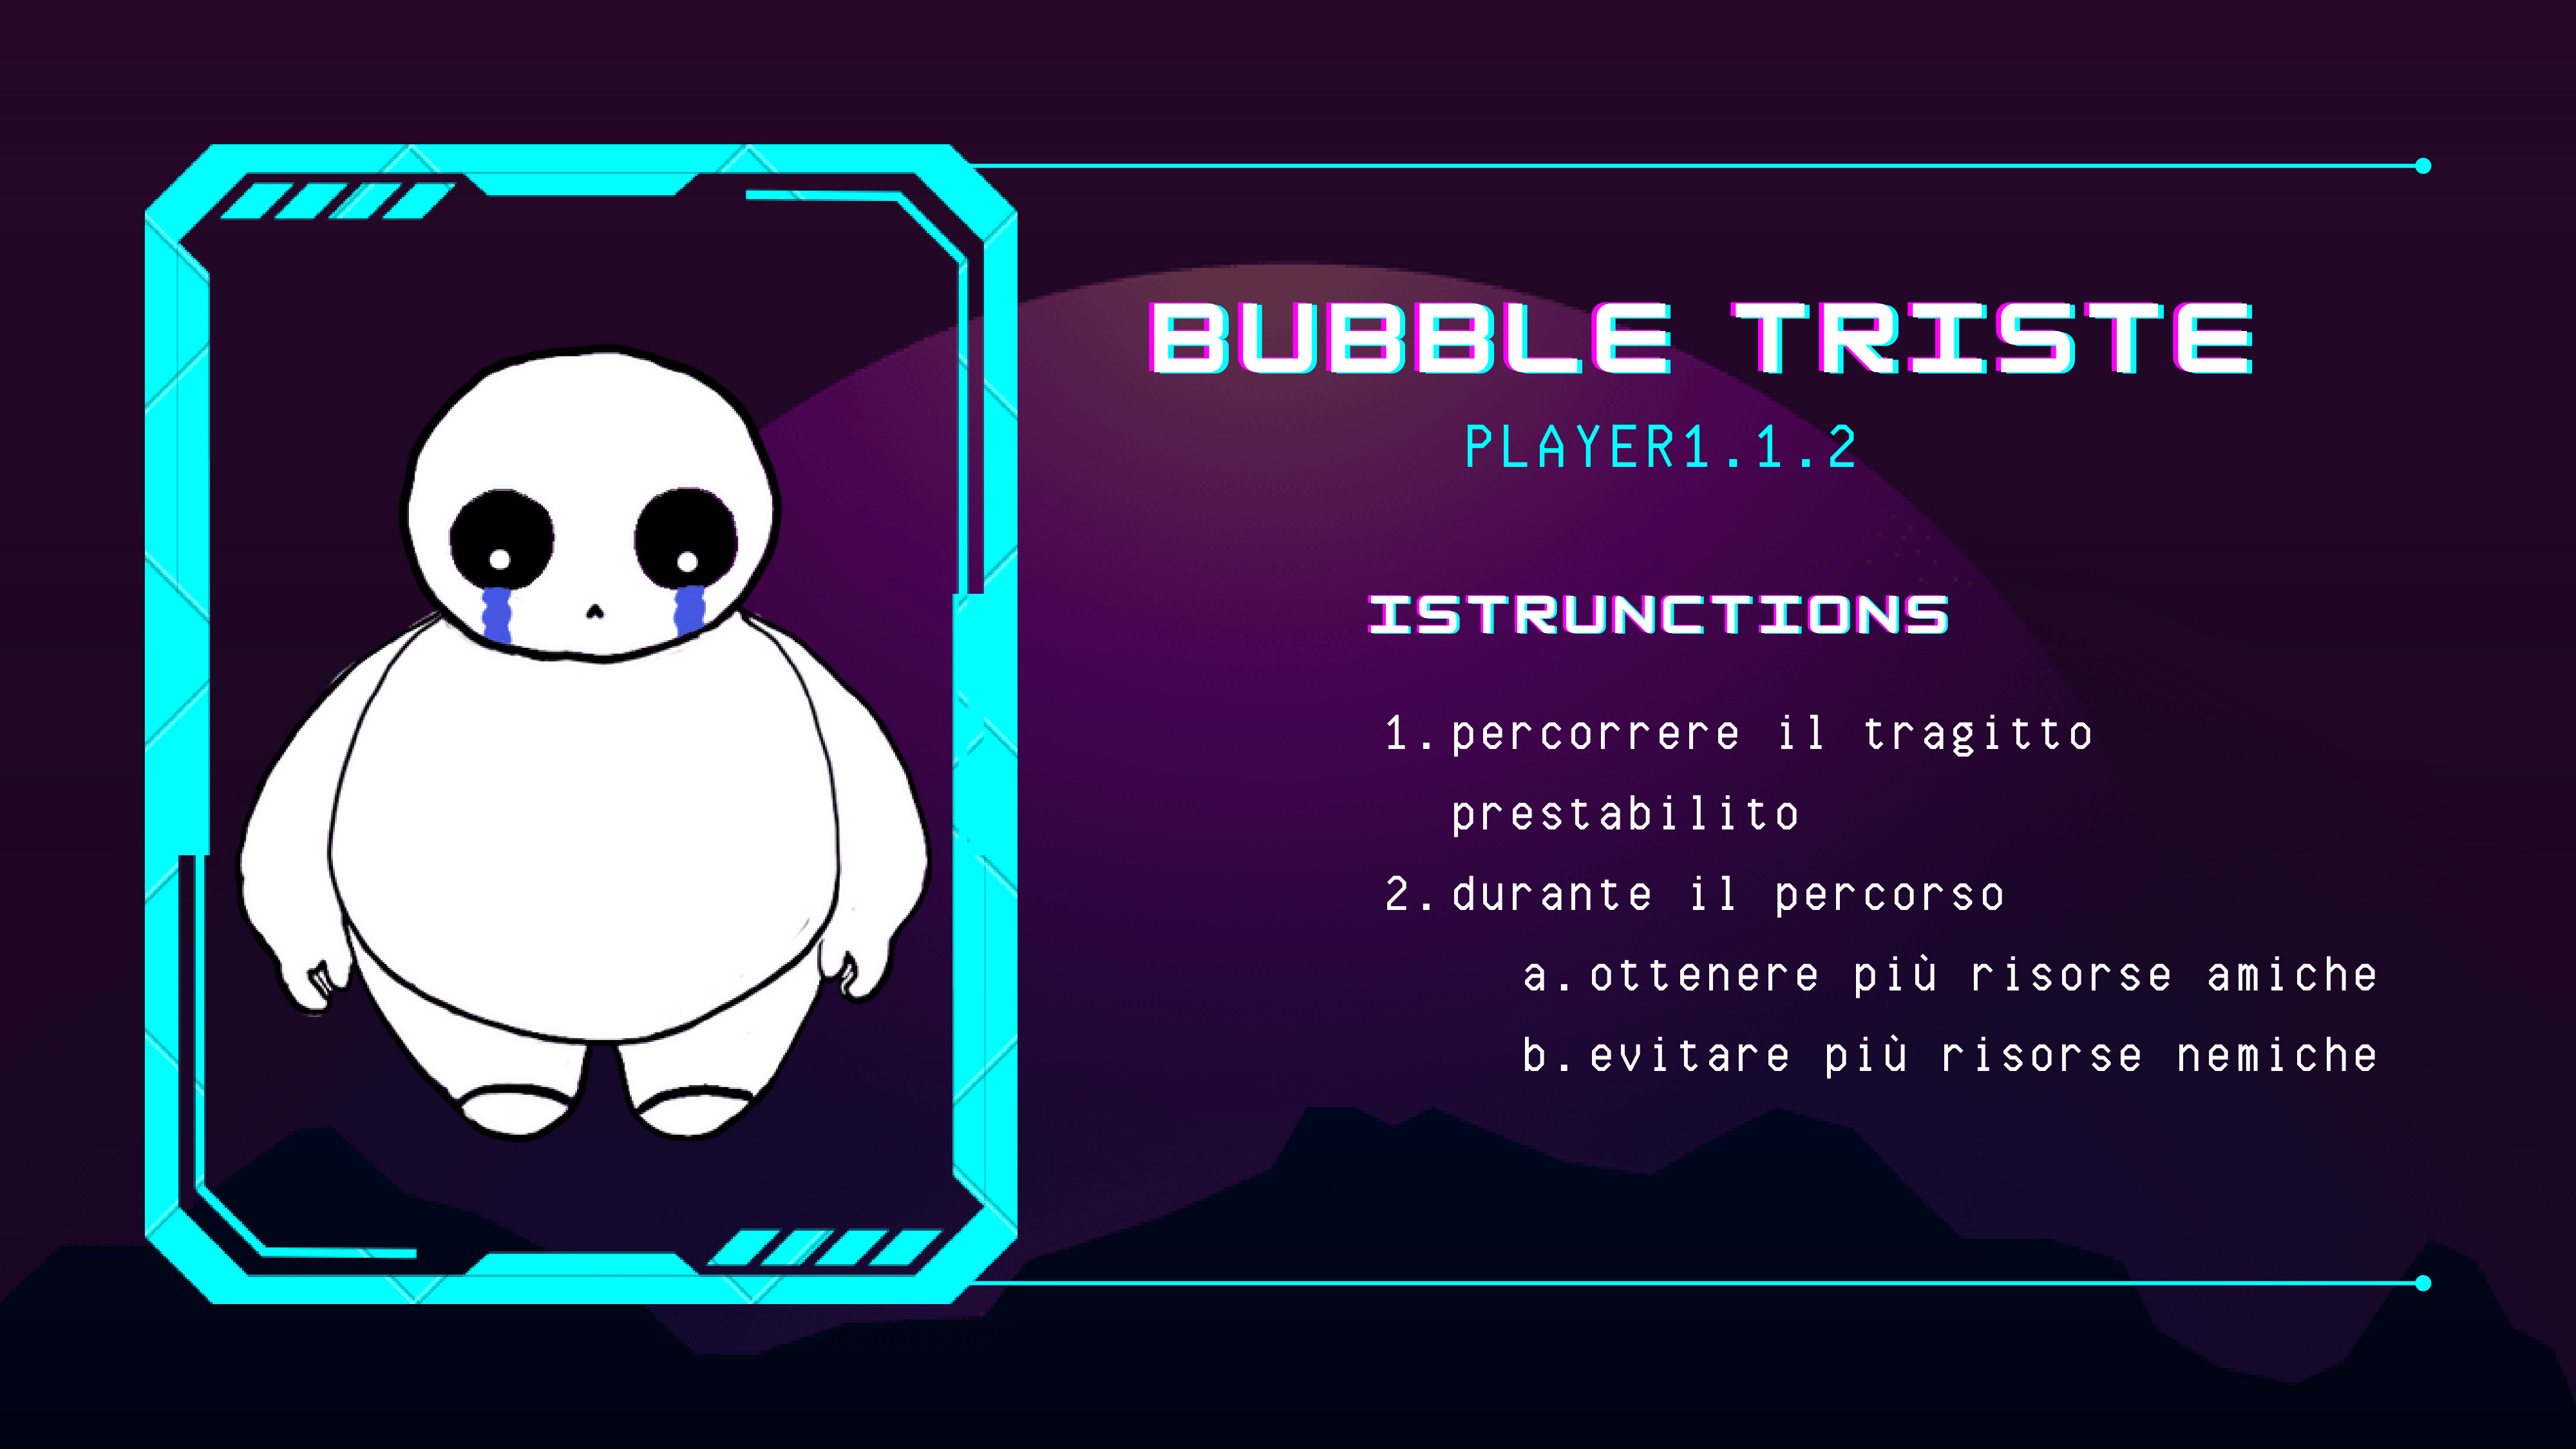 BUBBLE TRISTE
PLAYER1.1.2
ISTRUNCTIONS
1. percorrere il tragitto
prestabilito
2. durante il percorso
a. ottenere più risorse amiche
b. evitare più risorse nemiche